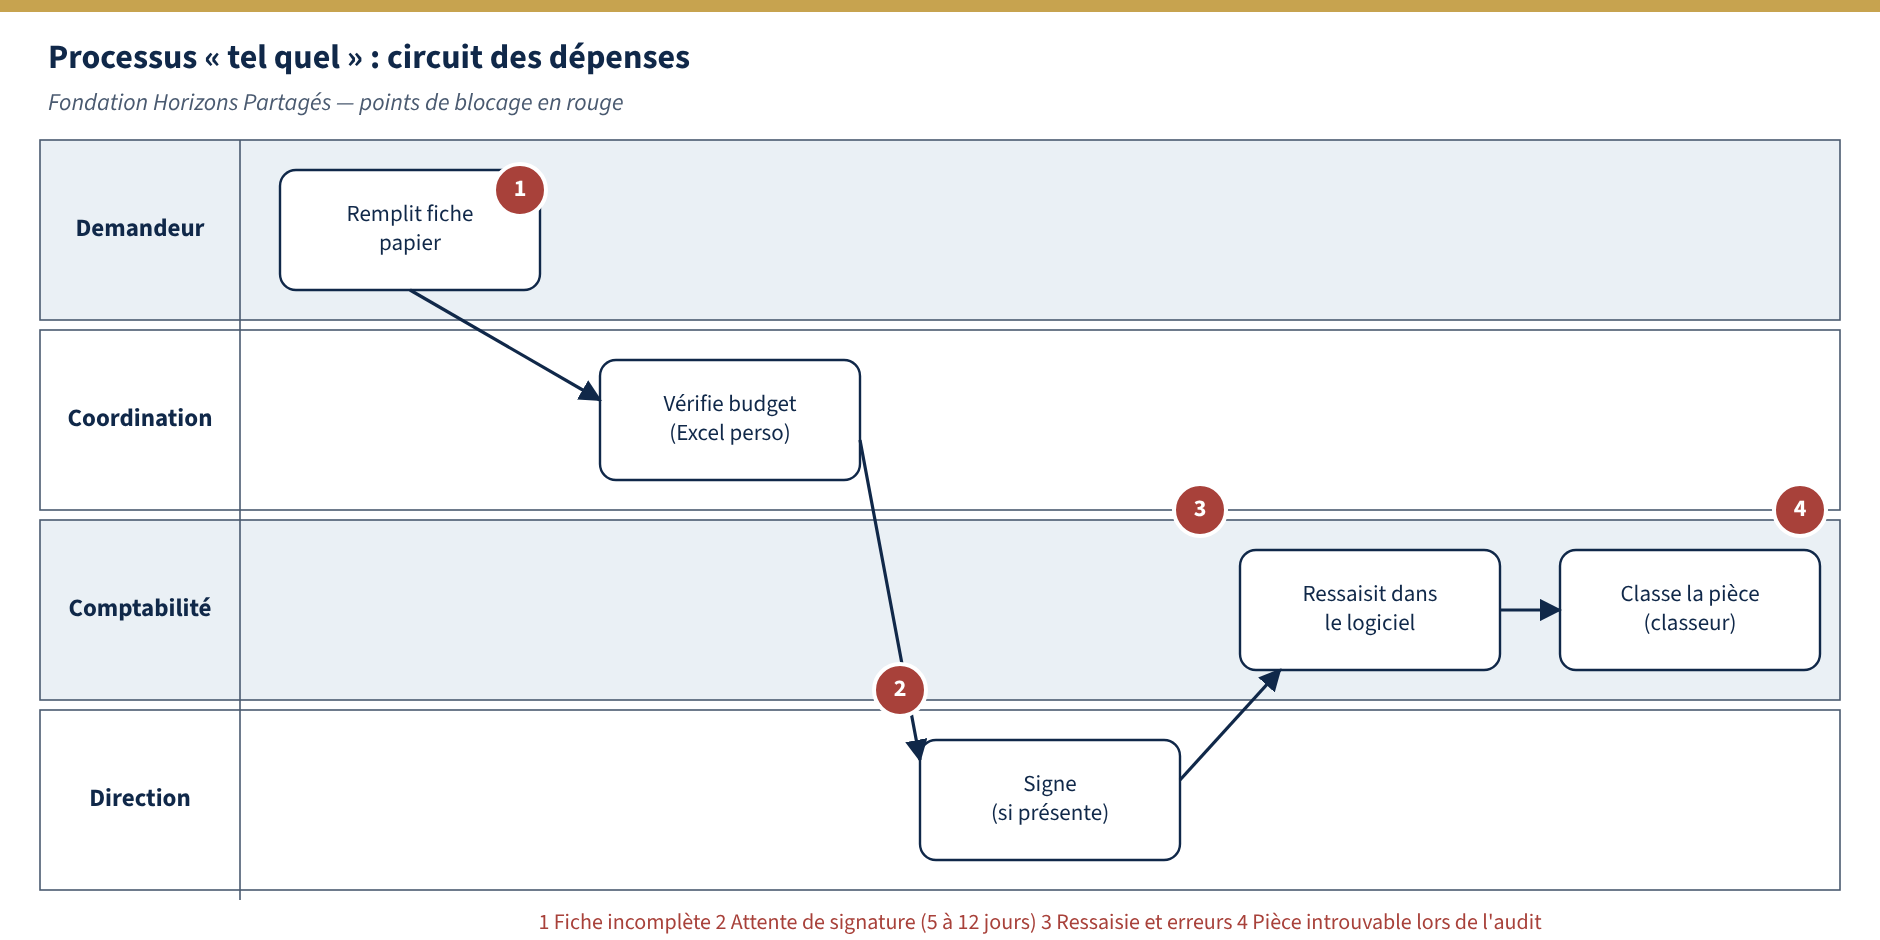 Processus « tel quel » : circuit des dépenses
Fondation Horizons Partagés — points de blocage en rouge
Demandeur
Remplit fiche
papier
1
Coordination
Vérifie budget
(Excel perso)
3
4
Comptabilité
Ressaisit dans
le logiciel
Classe la pièce
(classeur)
2
Direction
Signe
(si présente)
1 Fiche incomplète 2 Attente de signature (5 à 12 jours) 3 Ressaisie et erreurs 4 Pièce introuvable lors de l'audit